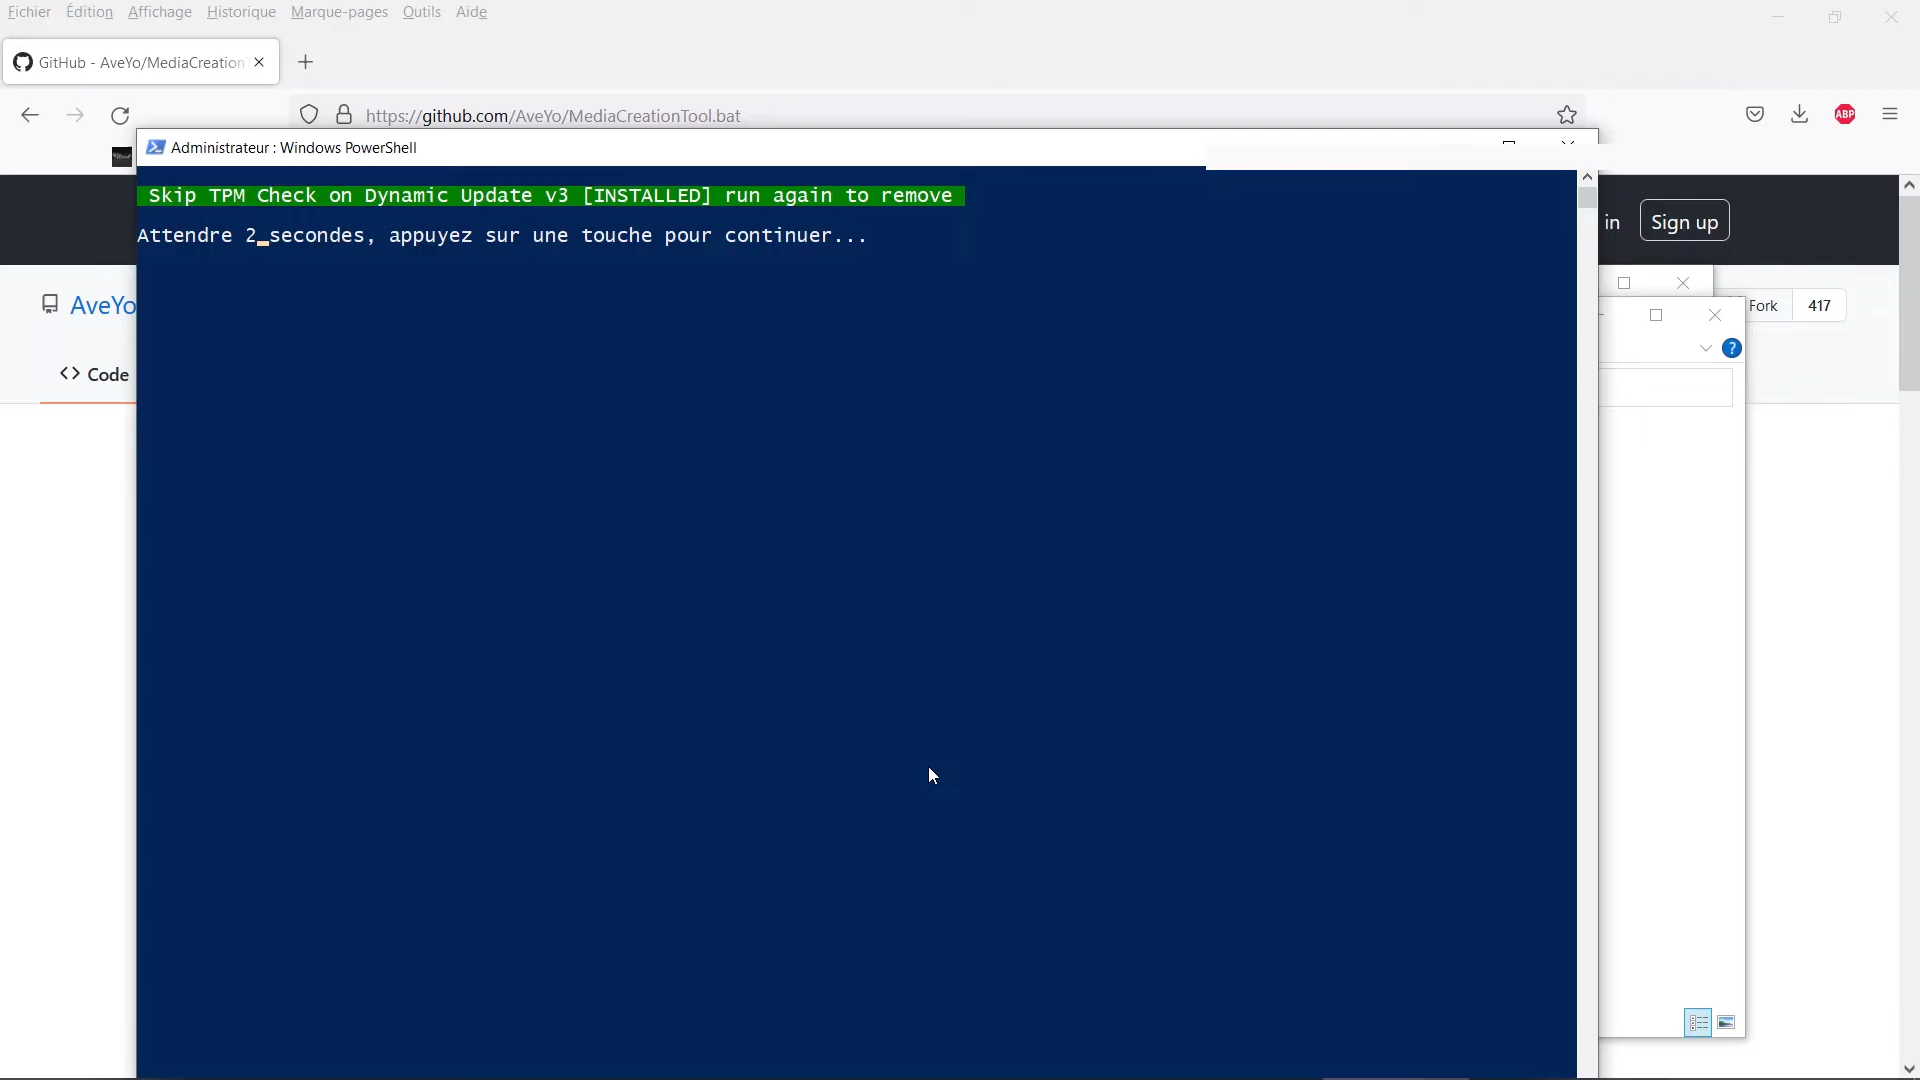 Fichier Édition Affichage Historique Marque-pages Outils Aide
GitHub - AveYo/MediaCreation
https://github.com/AveYo/MediaCreationTool.bat
ABP
Administrateur : Windows PowerShell
Skip TPM Check on Dynamic Update v3 [INSTALLED] run again to remove
Attendre 2 secondes, appuyez sur une touche pour continuer...
in Sign up
AveYo
Fork 417
?
<> Code